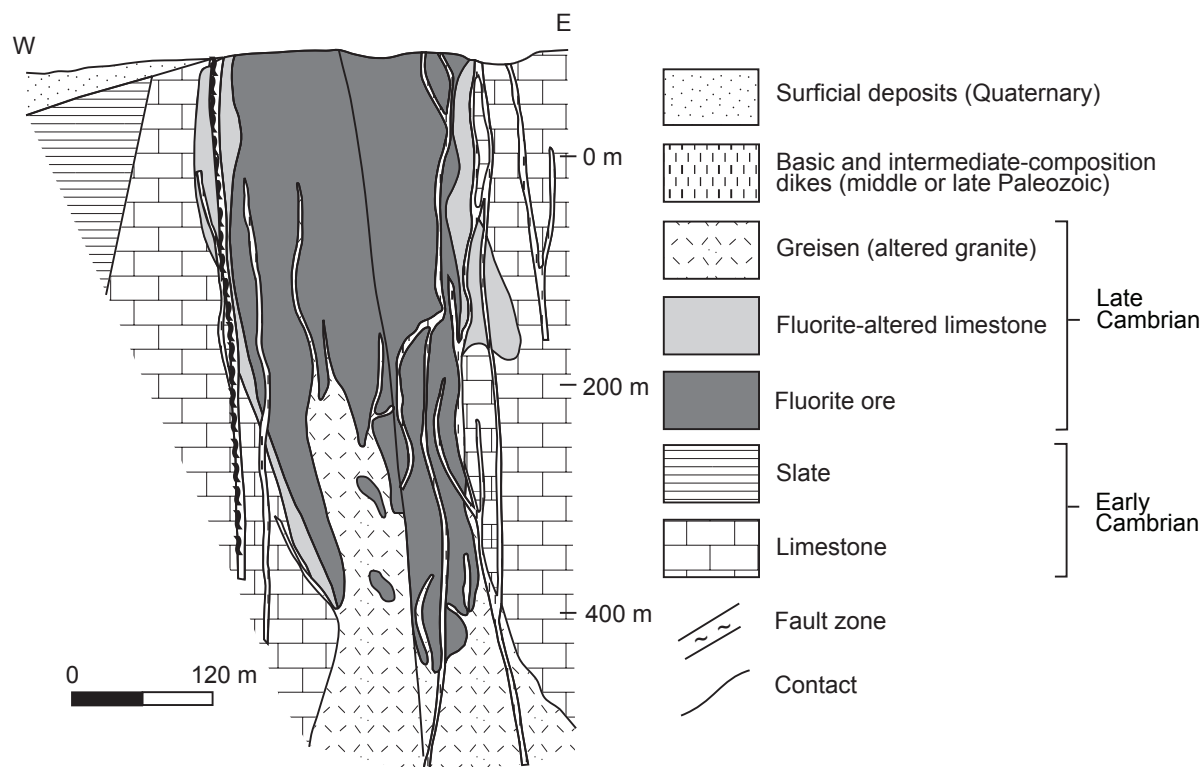 W
E
0 m
200 m
400 m
0
120 m
Surficial deposits (Quaternary)
Basic and intermediate-composition
dikes (middle or late Paleozoic)
Greisen (altered granite)
Fluorite-altered limestone
Fluorite ore
Late
Cambrian
Slate
Limestone
Early
Cambrian
Fault zone
Contact